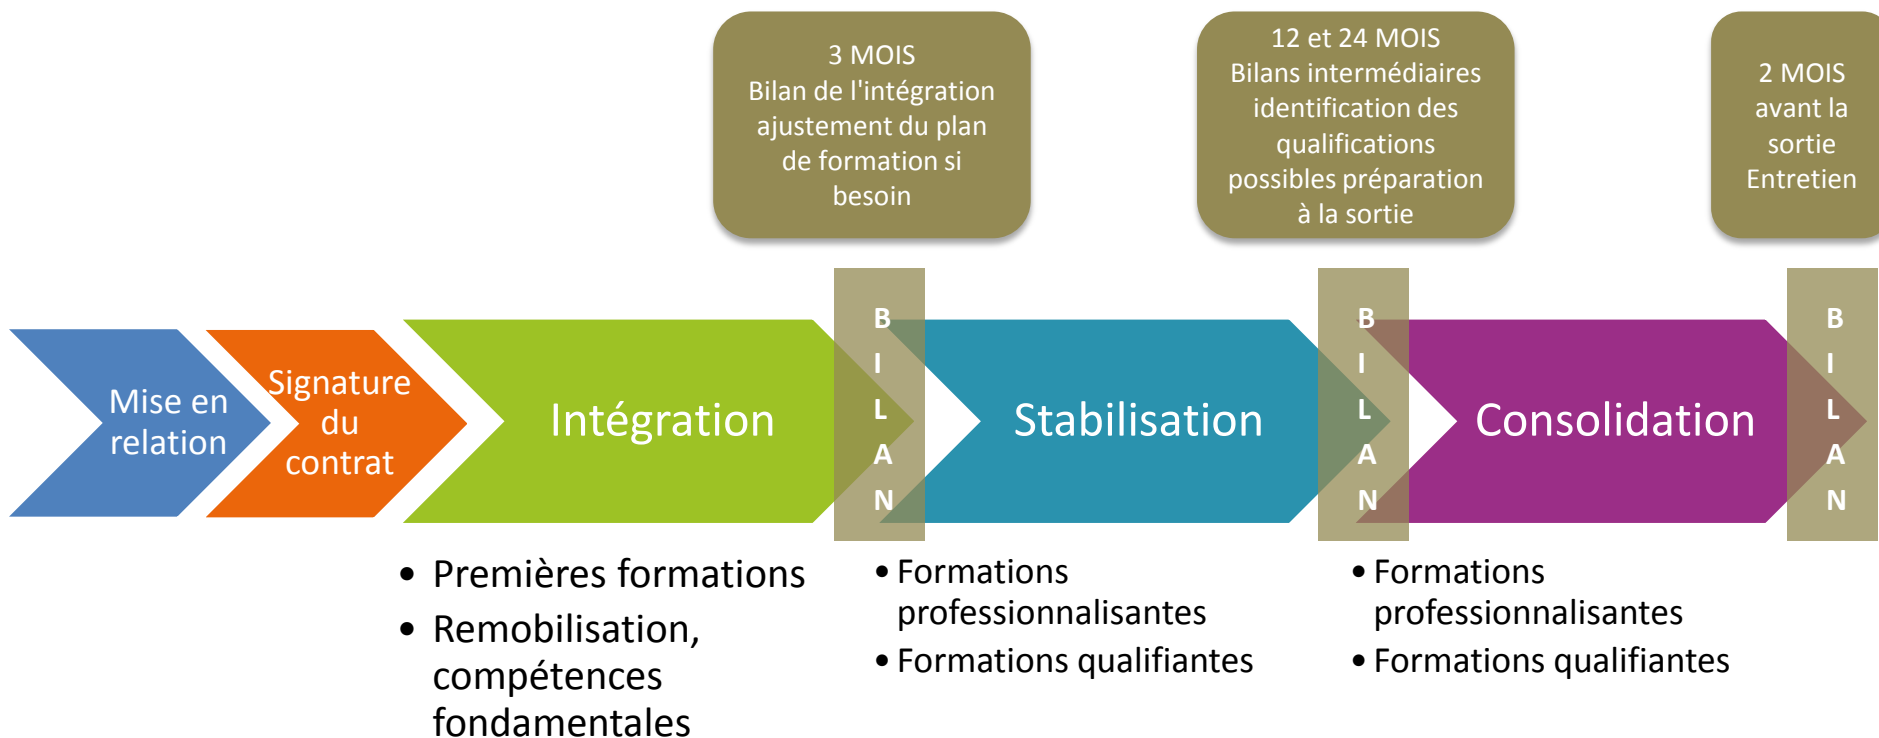 3 MOIS
Bilan de l'intégration
ajustement du plan
de formation si
besoin
12 et 24 MOIS
Bilans intermédiaires
identification des
qualifications
possibles préparation
à la sortie
2 MOIS
avant la
sortie
Entretien
Mise en
relation
Signature
du
contrat
Intégration
B
I
L
A
N
Stabilisation
B
I
L
A
N
Consolidation
B
I
L
A
N
• Premières formations
• Remobilisation,
compétences
fondamentales
• Formations
professionnalisantes
• Formations qualifiantes
• Formations
professionnalisantes
• Formations qualifiantes